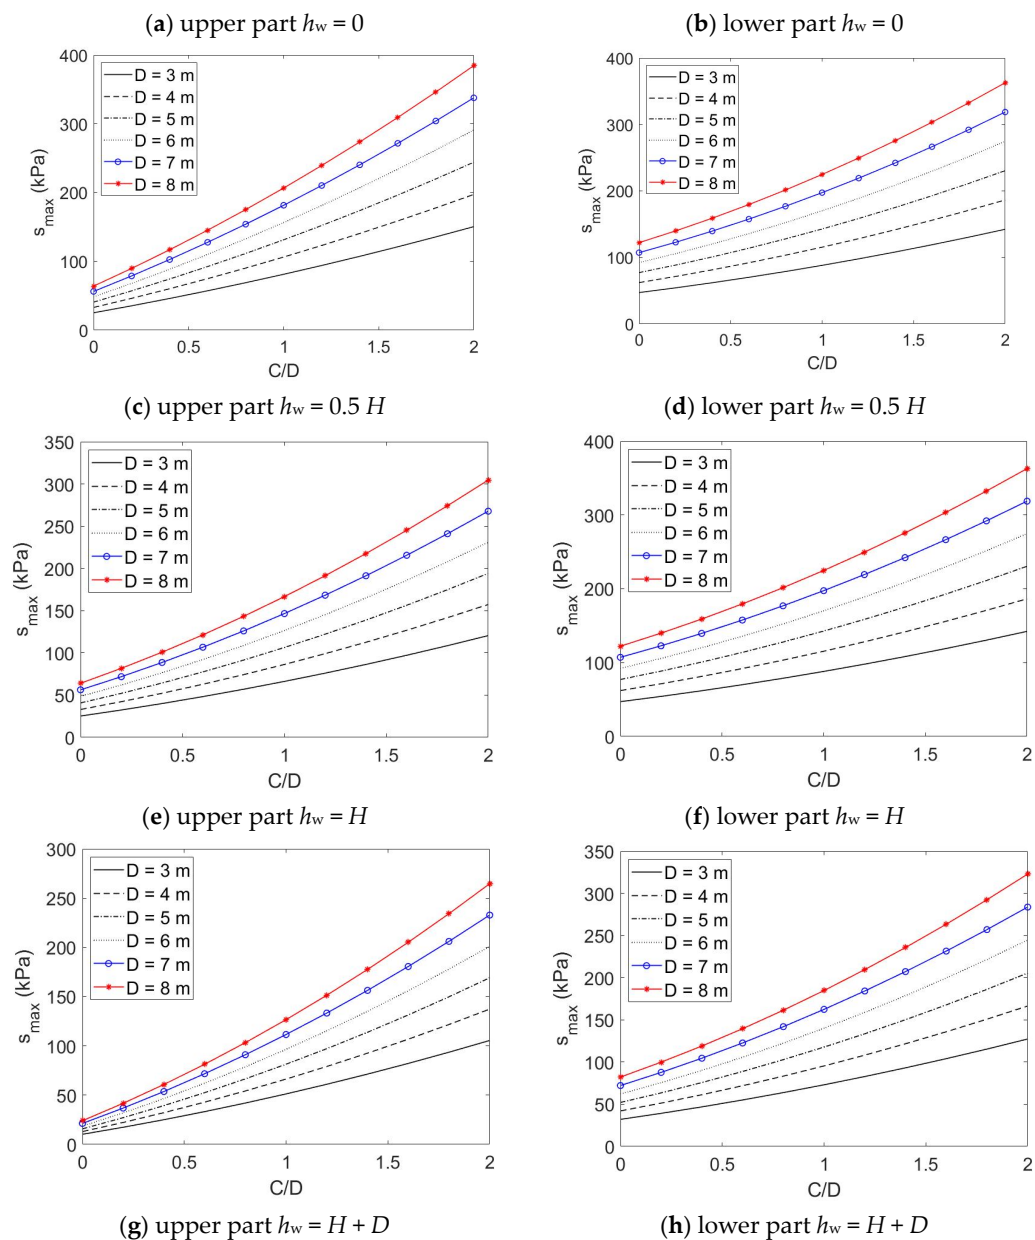 (a) upper part hw = 0
(b) lower part hw = 0
400
300
200
100
0
smax (kPa)
D = 3 m
D = 4 m
D = 5 m
D = 6 m
D = 7 m
D = 8 m
0 0.5 1 1.5 2
C/D
400
300
200
100
0
smax (kPa)
D = 3 m
D = 4 m
D = 5 m
D = 6 m
D = 7 m
D = 8 m
0 0.5 1 1.5 2
C/D
(c) upper part hw = 0.5 H
(d) lower part hw = 0.5 H
350
300
250
200
150
100
50
0
smax (kPa)
D = 3 m
D = 4 m
D = 5 m
D = 6 m
D = 7 m
D = 8 m
0 0.5 1 1.5 2
C/D
400
300
200
100
0
smax (kPa)
D = 3 m
D = 4 m
D = 5 m
D = 6 m
D = 7 m
D = 8 m
0 0.5 1 1.5 2
C/D
(e) upper part hw = H
(f) lower part hw = H
300
250
200
150
100
50
0
smax (kPa)
D = 3 m
D = 4 m
D = 5 m
D = 6 m
D = 7 m
D = 8 m
0 0.5 1 1.5 2
C/D
350
300
250
200
150
100
50
0
smax (kPa)
D = 3 m
D = 4 m
D = 5 m
D = 6 m
D = 7 m
D = 8 m
0 0.5 1 1.5 2
C/D
(g) upper part hw = H + D
(h) lower part hw = H + D